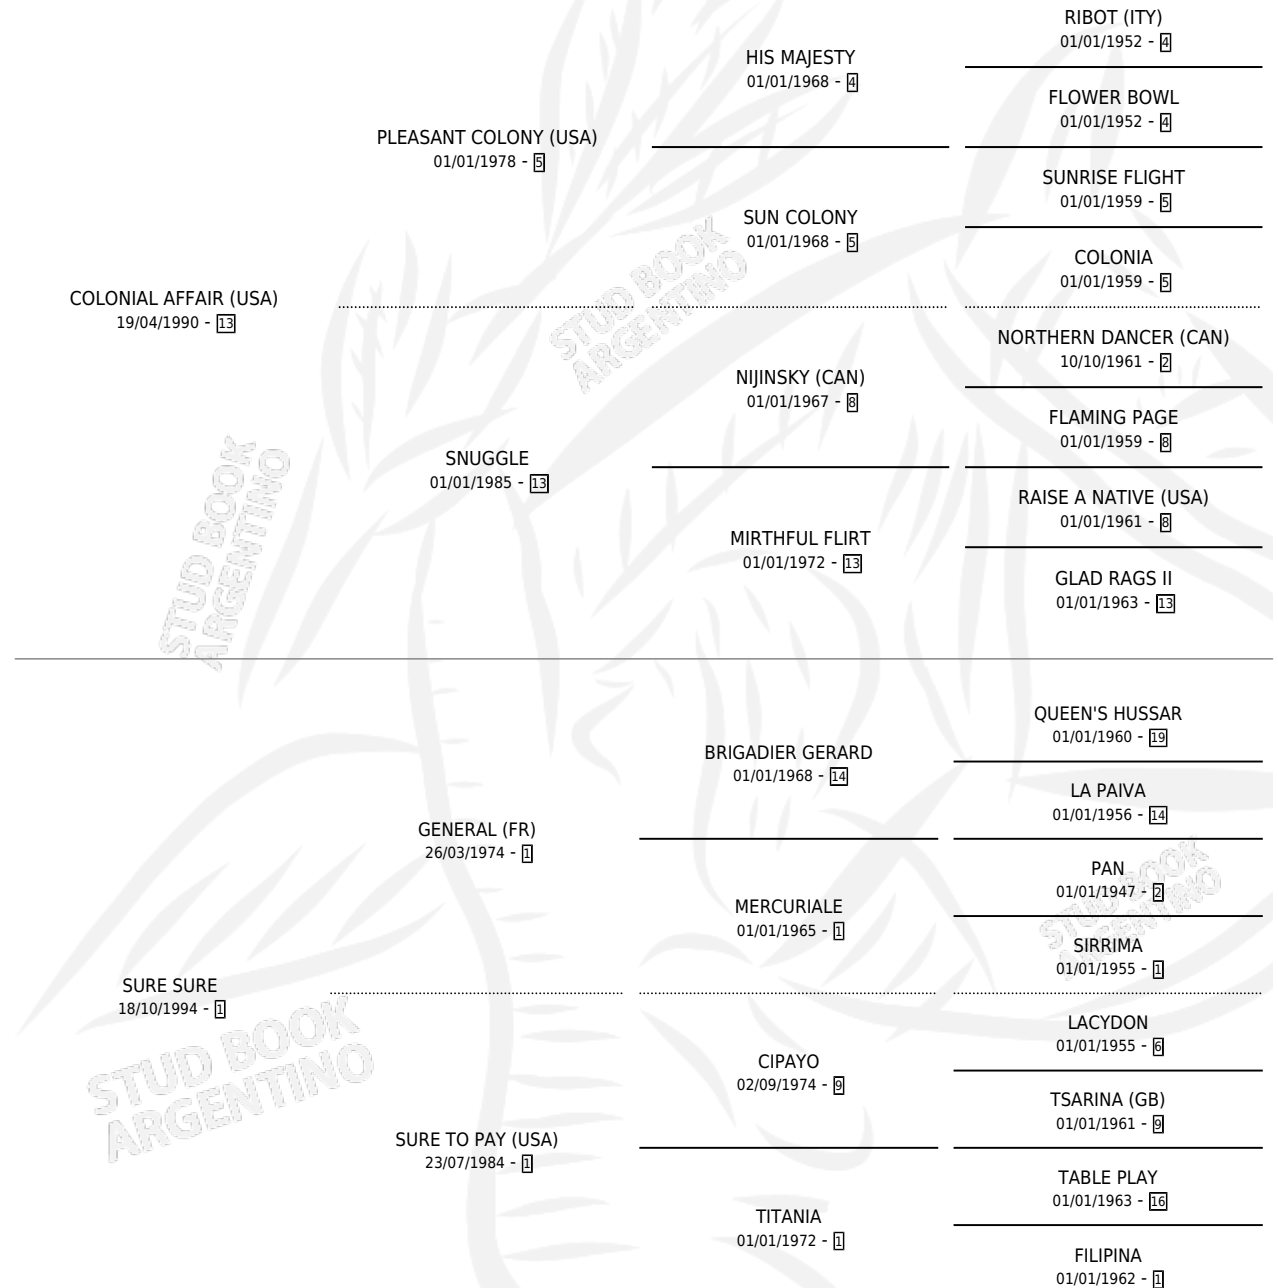 RIBOT (ITY)
01/01/1952 - 4
HIS MAJESTY
01/01/1968 - 4
FLOWER BOWL
01/01/1952 - 4
PLEASANT COLONY (USA)
01/01/1978 - 5
SUNRISE FLIGHT
01/01/1959 - 5
SUN COLONY
01/01/1968 - 5
COLONIA
01/01/1959 - 5
COLONIAL AFFAIR (USA)
19/04/1990 - 13
NORTHERN DANCER (CAN)
10/10/1961 - 2
NIJINSKY (CAN)
01/01/1967 - 8
FLAMING PAGE
01/01/1959 - 8
SNUGGLE
01/01/1985 - 13
RAISE A NATIVE (USA)
01/01/1961 - 8
MIRTHFUL FLIRT
01/01/1972 - 13
GLAD RAGS II
01/01/1963 - 13
QUEEN'S HUSSAR
01/01/1960 - 19
BRIGADIER GERARD
01/01/1968 - 14
LA PAIVA
01/01/1956 - 14
GENERAL (FR)
26/03/1974 - 1
PAN
01/01/1947 - 2
MERCURIALE
01/01/1965 - 1
SIRRIMA
01/01/1955 - 1
SURE SURE
18/10/1994 - 1
LACYDON
01/01/1955 - 6
CIPAYO
02/09/1974 - 9
TSARINA (GB)
01/01/1961 - 9
SURE TO PAY (USA)
23/07/1984 - 1
TABLE PLAY
01/01/1963 - 16
TITANIA
01/01/1972 - 1
FILIPINA
01/01/1962 - 1
STUD BOOK
ARGENTINO
STUD BOOK
ARGENTINO
STUD BOOK
ARGENTINO
STUD BOOK
ARGENTINO